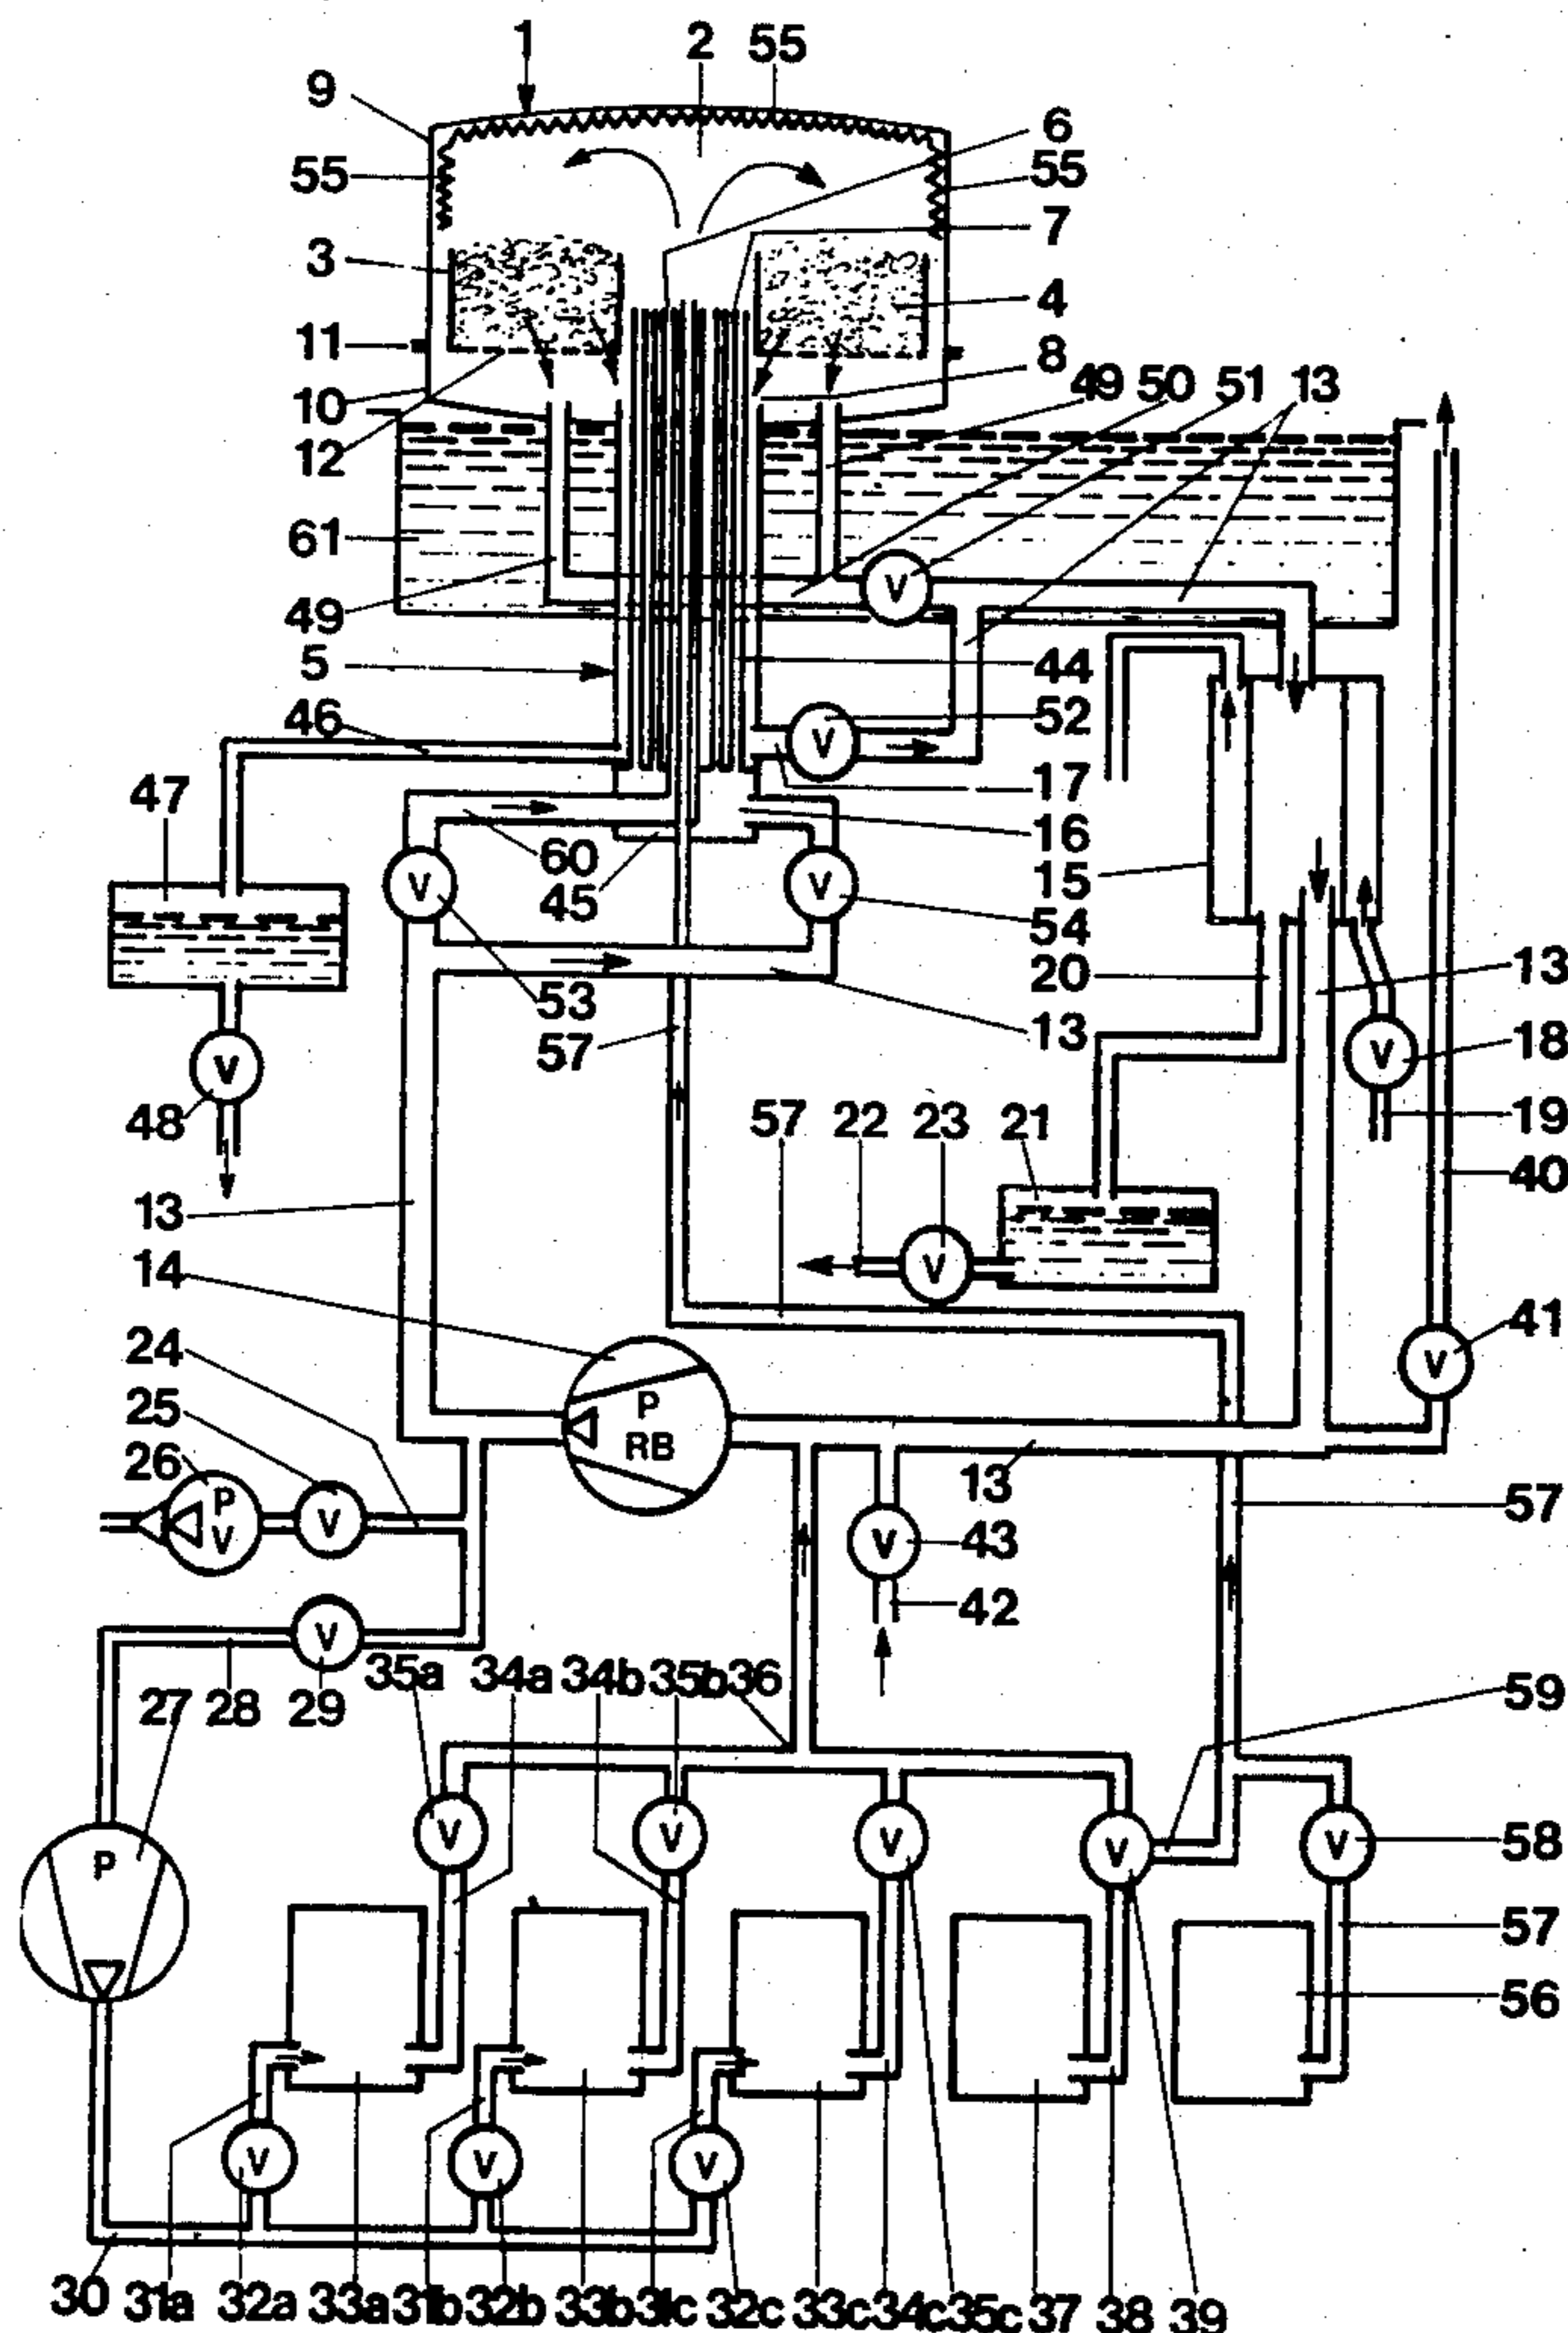 1 2 55
9
6
55 55
7
3
4
11
8
49 50 51 13
10
12
61
V
49
5 44
46 52
V
47 17
16
60
V V 15
45
54
20 13
53
57 13
V 18
V
48 57 22 23 21 19
40
13
V
14
24 41
V
25 P
RB
26
P 13
V V 57
V 43
42
V
35a 34a 34b 35b 36
27 28 29 59
V V V V V 58
P
57
56
V V V
30 31a 32a 33a 31b 32b 33b 31c 32c 33c 34c 35c 37 38 39